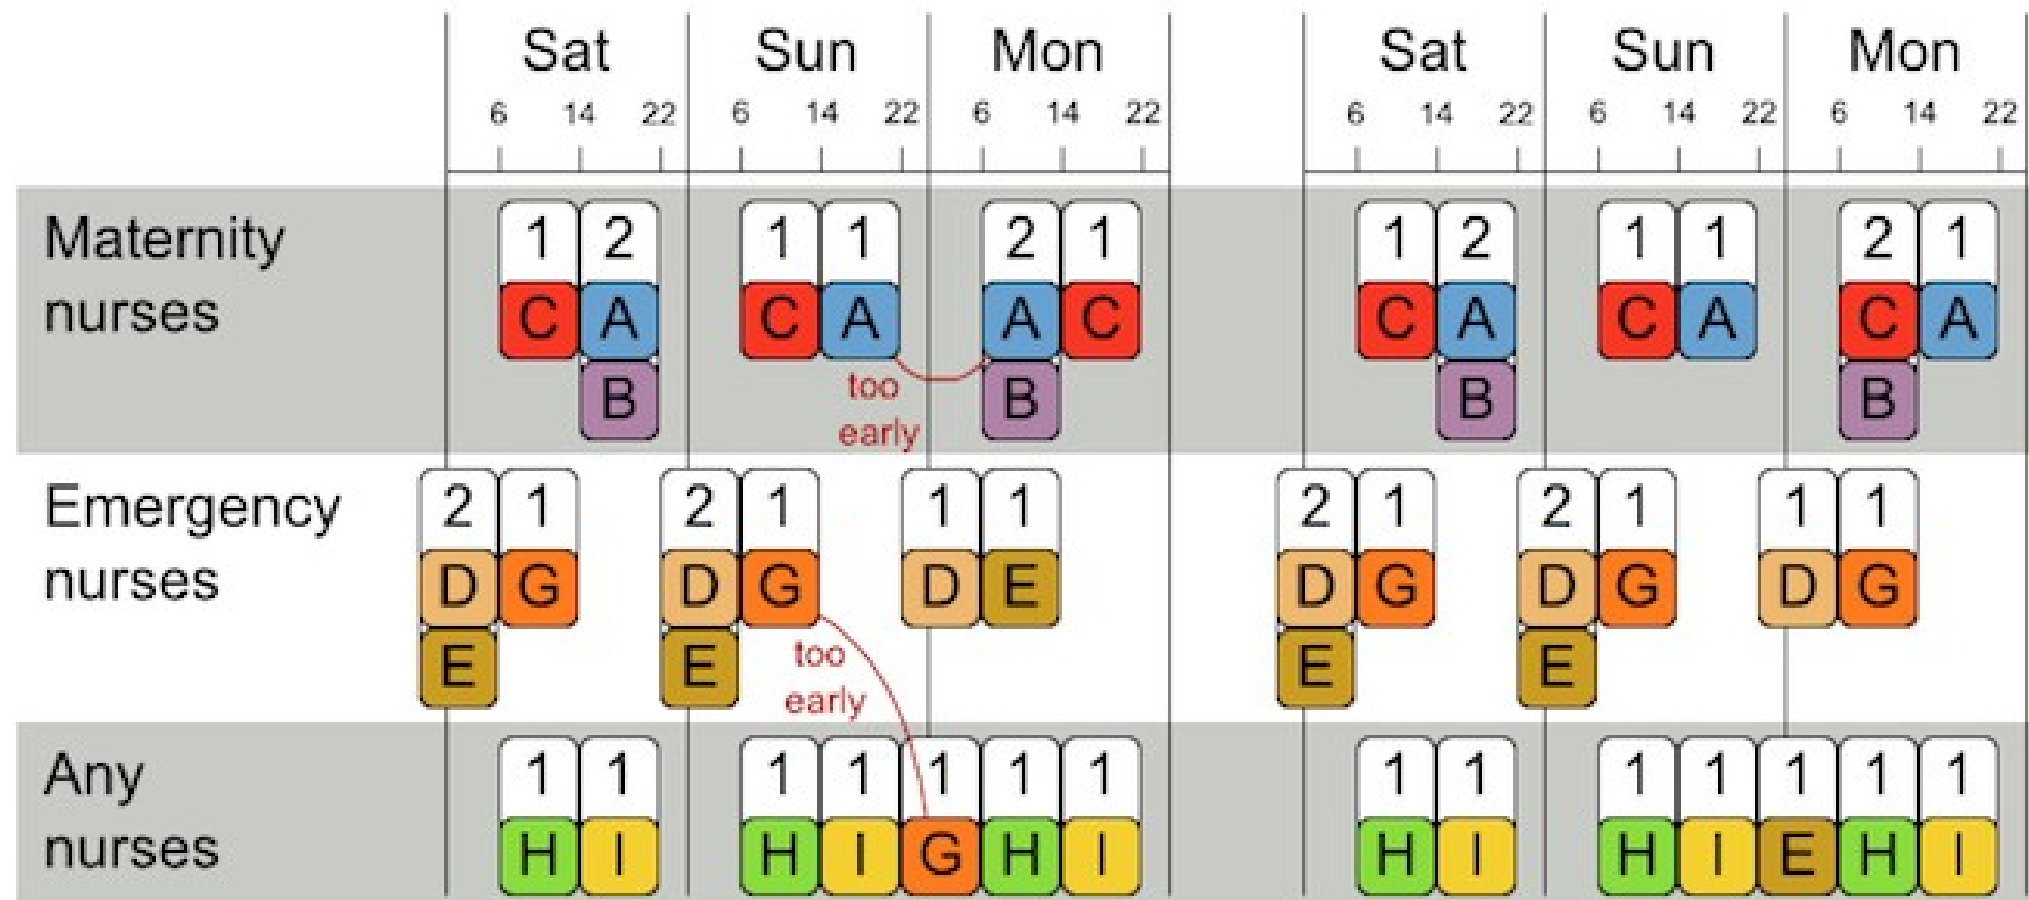 Sat Sun Mon Sat Sun Mon
6 14 22 6 14 22 6 14 22 6 14 22 6 14 22 6 14 22
Maternity 1 2 1 1 2 1 1 2 1 1 2 1
nurses C A C A A C C A C A C A
too
B B B B
early
Emergency 2 1 2 1 1 1 2 1 2 1 1 1
nurses D G D G D E D G D G D G
too
E E E E
early
Any 1 1 1 1 1 1 1 1 1 1 1 1 1 1
nurses H I H I G H I H I H I E H I